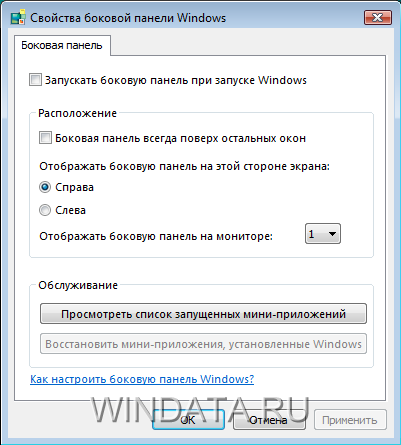 Свойства боковой панели Windows
Боковая панель
Запускать боковую панель при запуске Windows
Расположение
Боковая панель всегда поверх остальных окон
Отображать боковую панель на этой стороне экрана:
Справа
Слева
Отображать боковую панель на мониторе: 1
Обслуживание
Просмотреть список запущенных мини-приложений
Восстановить мини-приложения, установленные Windows
Как настроить боковую панель Windows?
WINDATA.RU
ОК Отмена Применить